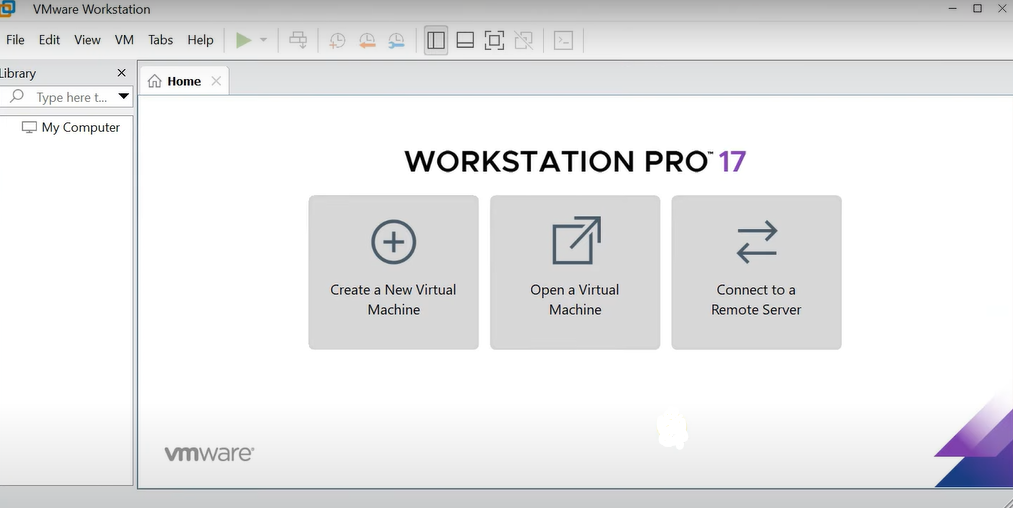 VMware Workstation
File Edit View VM Tabs Help
Library
Type here t...
My Computer
Home
WORKSTATION PRO™ 17
Create a New Virtual
Machine
Open a Virtual
Machine
Connect to a
Remote Server
vmware®